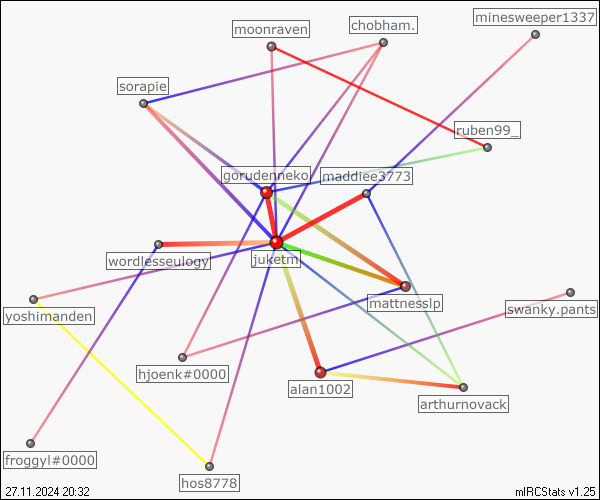 minesweeper1337
chobham.
moonraven
sorapie
ruben99_
gorudenneko
maddiee3773
wordlesseulogy
juketm
mattnesslp
swanky.pants
yoshimanden
hjoenk#0000
alan1002
arthurnovack
froggyl#0000
hos8778
27.11.2024 20:32
mIRCStats v1.25